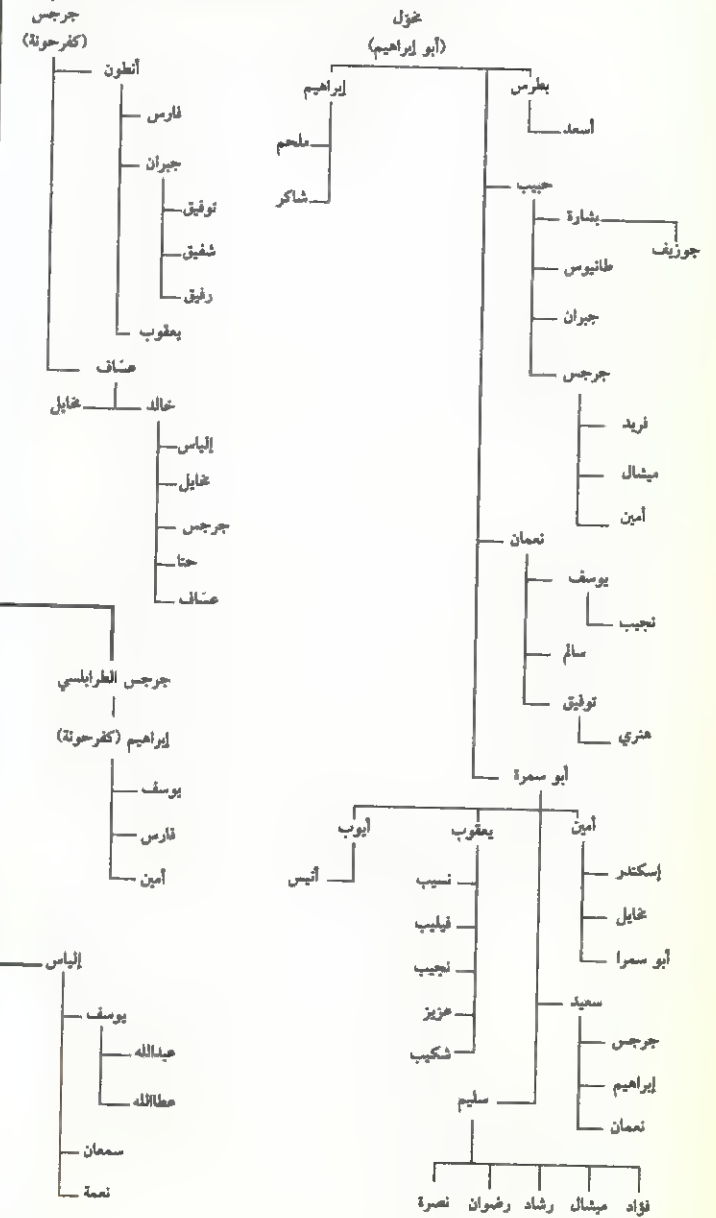 نخول
(أبو إبراهيم)
بطرس
أسعد
إبراهيم
ملحم
شاكر
حبيب
بشارة
جوزيف
طانيوس
جبران
جرجس
فريد
ميشال
أمين
نعمان
يوسف
نجيب
سالم
توفيق
هنري
أبو سمرة
أمين
إسكندر
مخايل
أبو سمرا
يعقوب
نسيب
فيليب
نجيب
عزيز
شكيب
أيوب
أنيس
سعيد
جرجس
إبراهيم
نعمان
سليم
فؤاد ميشال رشاد رضوان نصرة
جرجس
(كفرحونة)
أنطون
فارس
جبران
توفيق
شفيق
رفيق
يعقوب
عسّاف
خالد مخايل
إلياس
مخايل
جرجس
حنا
عسّاف
جرجس الطرابلسي
إبراهيم (كفرحونة)
يوسف
فارس
أمين
إلياس
يوسف
عبدالله
عطاالله
سمعان
نعمة